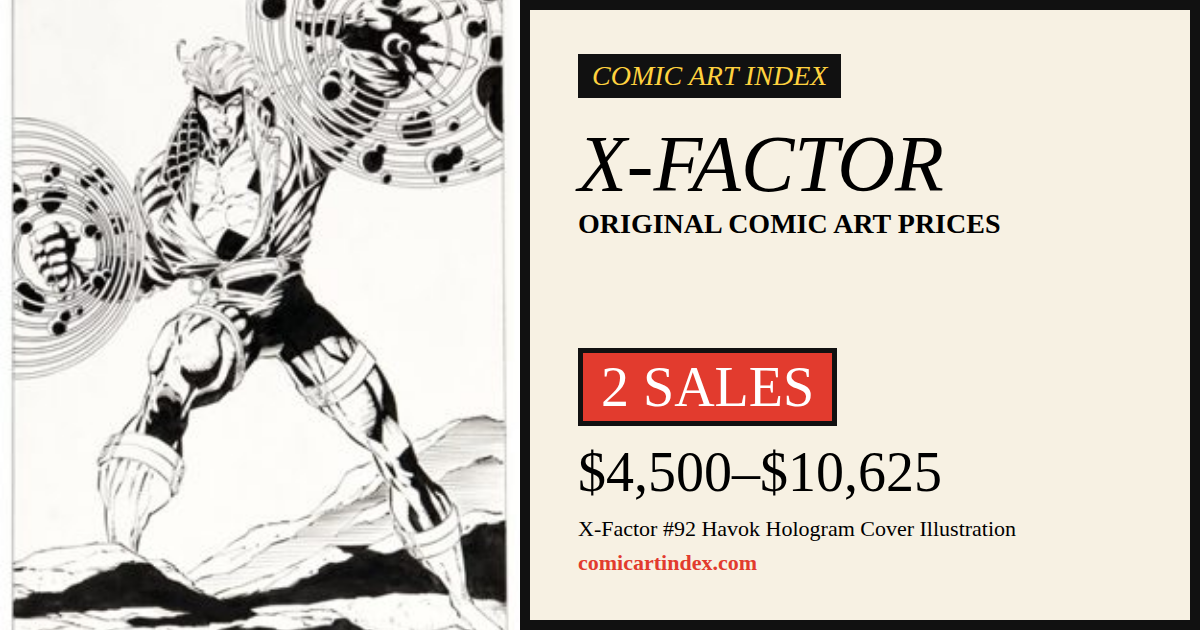 COMIC ART INDEX
X-FACTOR
ORIGINAL COMIC ART PRICES
2 SALES
$4,500–$10,625
X-Factor #92 Havok Hologram Cover Illustration
comicartindex.com